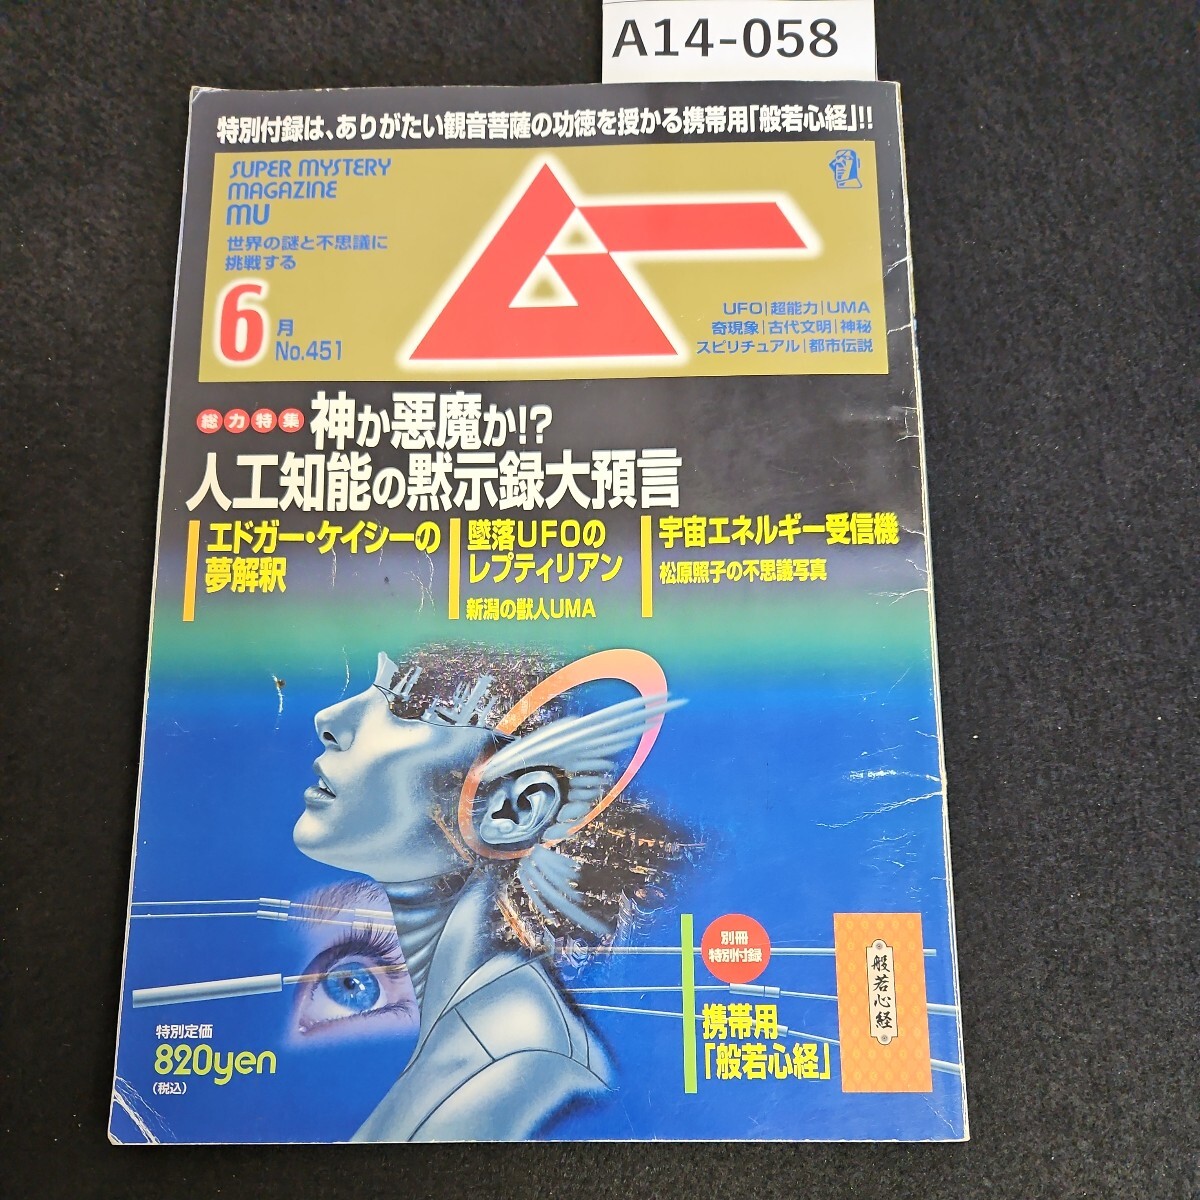 A14-058
特別付録は、ありがたい観音菩薩の功徳を授かる携帯用「般若心経」!!
SUPER MYSTERY
MAGAZINE
MU
世界の謎と不思議に
挑戦する
6月
No.451
ムー
UFO|超能力|UMA
奇現象|古代文明|神秘
スピリチュアル|都市伝説
総力特集 神か悪魔か!?
人工知能の黙示録大預言
エドガー・ケイシーの
夢解釈
墜落UFOの
レプティリアン
新潟の獣人UMA
宇宙エネルギー受信機
松原照子の不思議写真
別冊
特別付録
携帯用
「般若心経」
般若心経
特別定価
820yen
(税込)